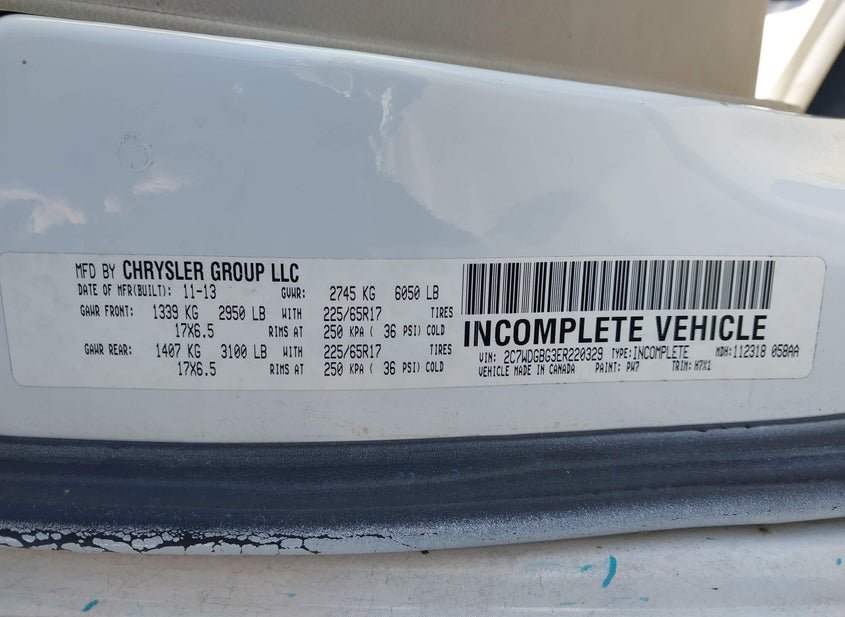 MFD BY CHRYSLER GROUP LLC
DATE OF MFR(BUILT): 11-13 GVWR: 2745 KG 6050 LB
GAWR FRONT: 1339 KG 2950 LB WITH 225/65R17 TIRES
17X6.5 RIMS AT 250 KPA ( 36 PSI) COLD
GAWR REAR: 1407 KG 3100 LB WITH 225/65R17 TIRES
17X6.5 RIMS AT 250 KPA ( 36 PSI) COLD
INCOMPLETE VEHICLE
VIN: 2C7WDGBG3ER220329 TYPE:INCOMPLETE MDH:112318 058AA
VEHICLE MADE IN CANADA PAINT: PW7 TRIM: H7X1